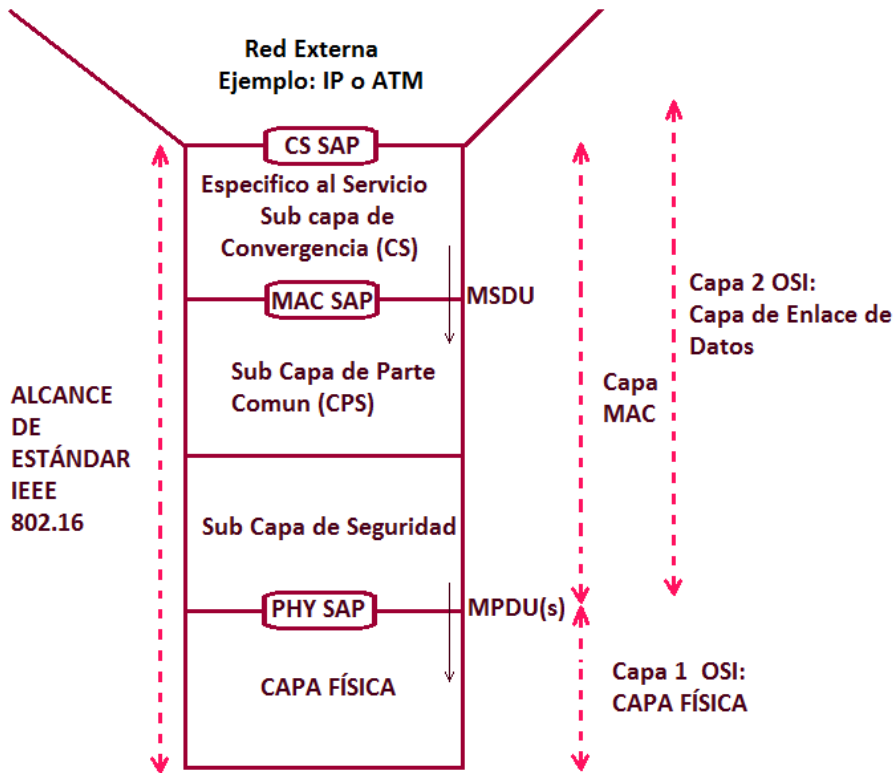 Red Externa
Ejemplo: IP o ATM
CS SAP
Especifico al Servicio
Sub capa de
Convergencia (CS)
MAC SAP
MSDU
Sub Capa de Parte
Comun (CPS)
Sub Capa de Seguridad
PHY SAP
MPDU(s)
CAPA FÍSICA
ALCANCE
DE
ESTÁNDAR
IEEE
802.16
Capa
MAC
Capa 2 OSI:
Capa de Enlace de
Datos
Capa 1 OSI:
CAPA FÍSICA